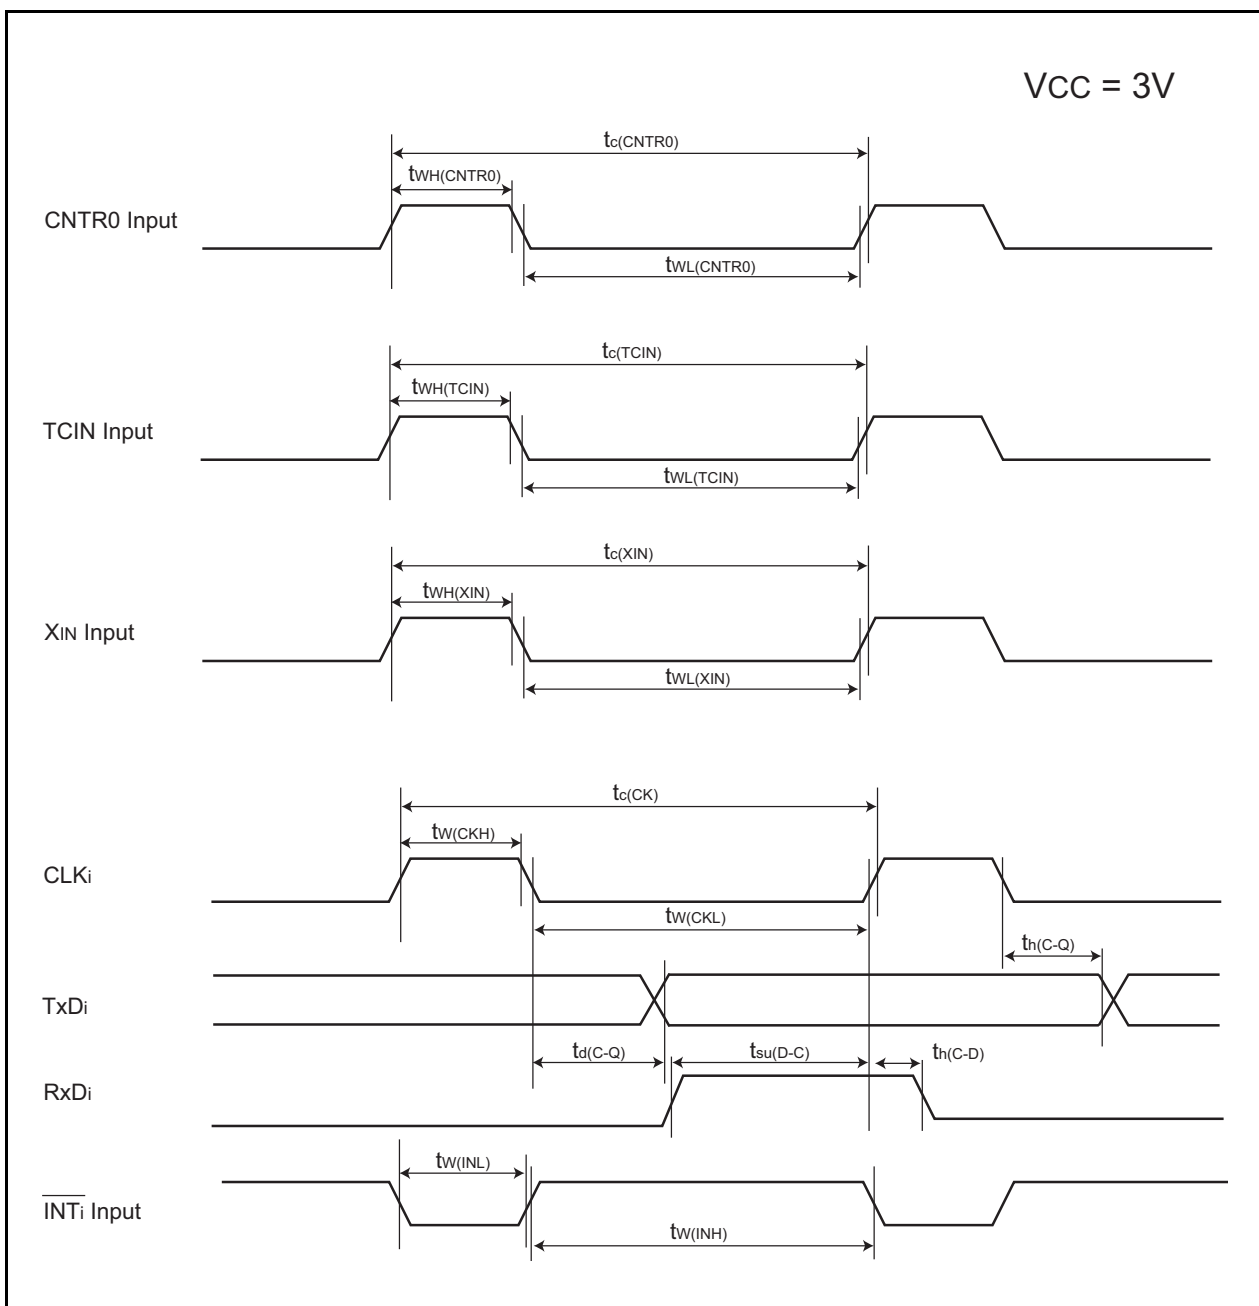 VCC = 3V
tc(CNTR0)
tWH(CNTR0)
CNTR0 Input
tWL(CNTR0)
tc(TCIN)
tWH(TCIN)
TCIN Input
tWL(TCIN)
tc(XIN)
tWH(XIN)
XIN Input
tWL(XIN)
tc(CK)
tW(CKH)
CLKi
tW(CKL)
th(C-Q)
TxDi
td(C-Q)
tsu(D-C)
th(C-D)
RxDi
tW(INL)
INTi Input
tW(INH)